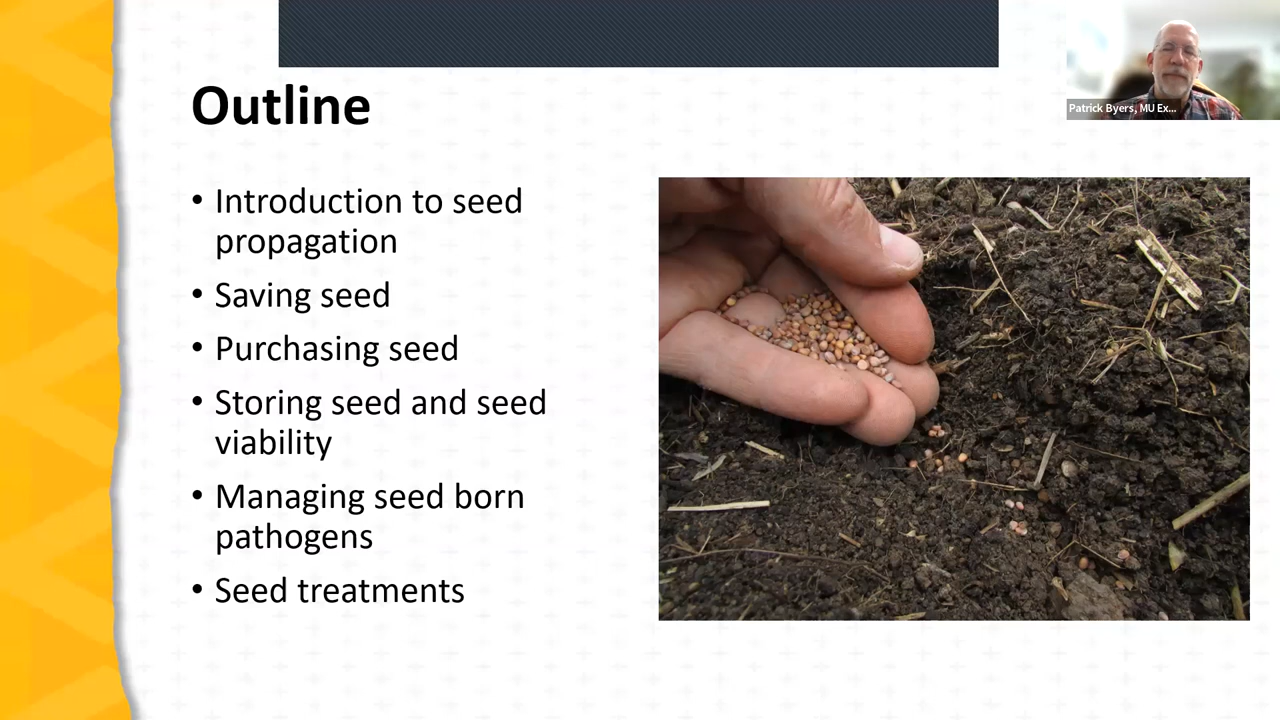 Outline
Patrick Byers, MU Ex...
• Introduction to seed
propagation
• Saving seed
• Purchasing seed
• Storing seed and seed
viability
• Managing seed born
pathogens
• Seed treatments